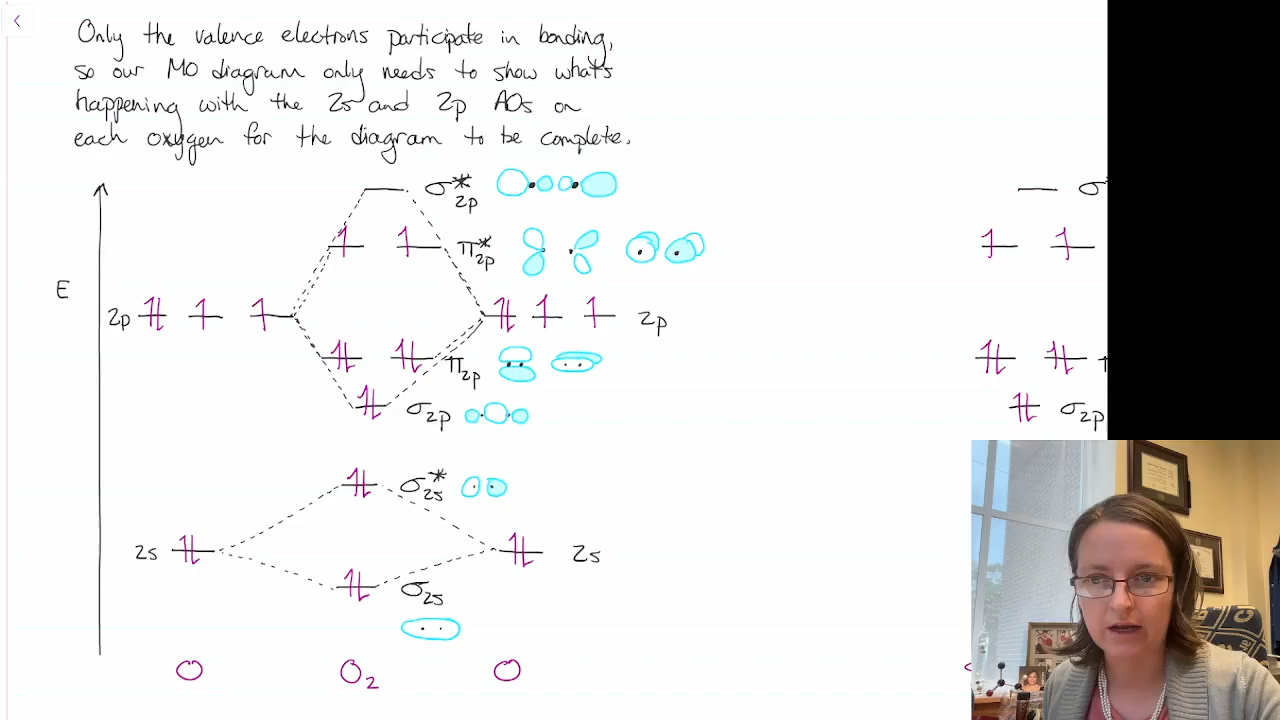 Only the valence electrons participate in bonding,
so our MO diagram only needs to show what's
happening with the 2s and 2p AOs on
each oxygen for the diagram to be complete.
σ*2p
σ*
π*2p
E
2p
2p
π2p
σ2p
σ2p
σ*2s
2s
2s
σ2s
O
O2
O